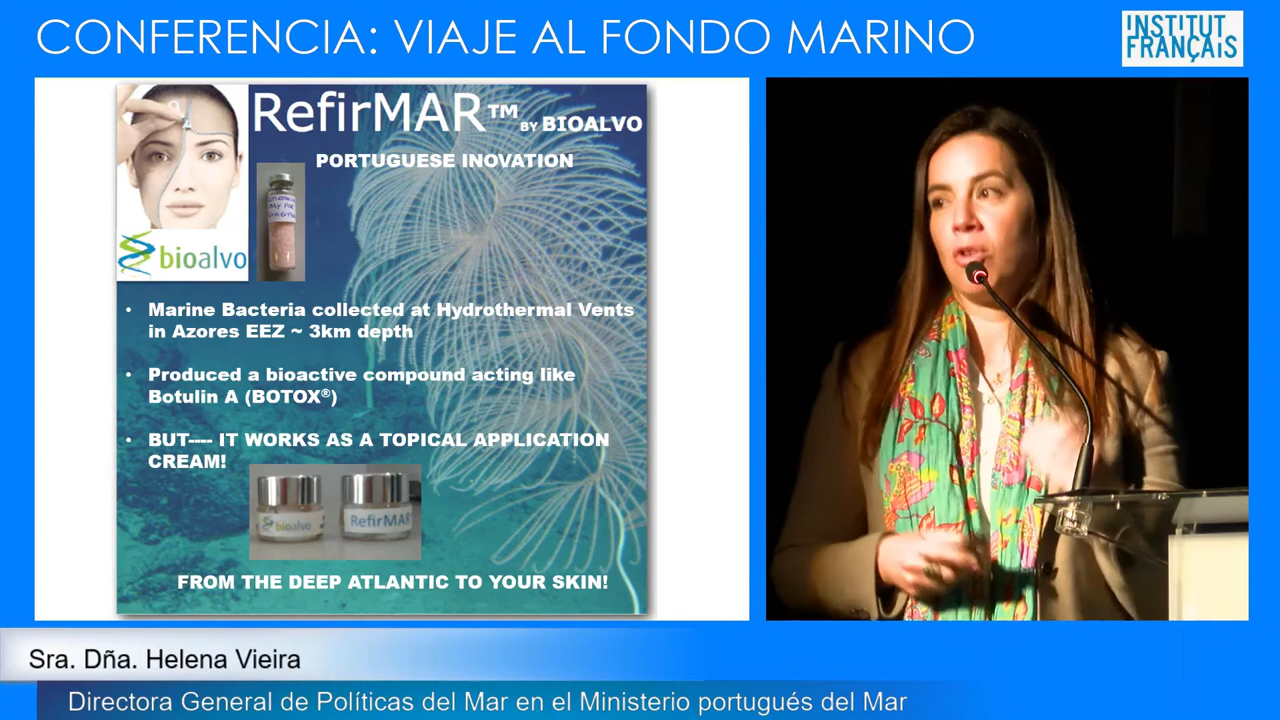 CONFERENCIA: VIAJE AL FONDO MARINO
INSTITUT
FRANÇAiS
RefirMAR™ BY BIOALVO
PORTUGUESE INOVATION
bioalvo
• Marine Bacteria collected at Hydrothermal Vents
in Azores EEZ ~ 3km depth
• Produced a bioactive compound acting like
Botulin A (BOTOX®)
• BUT---- IT WORKS AS A TOPICAL APPLICATION
CREAM!
bioalvo
RefirMAR
FROM THE DEEP ATLANTIC TO YOUR SKIN!
Sra. Dña. Helena Vieira
Directora General de Políticas del Mar en el Ministerio portugués del Mar